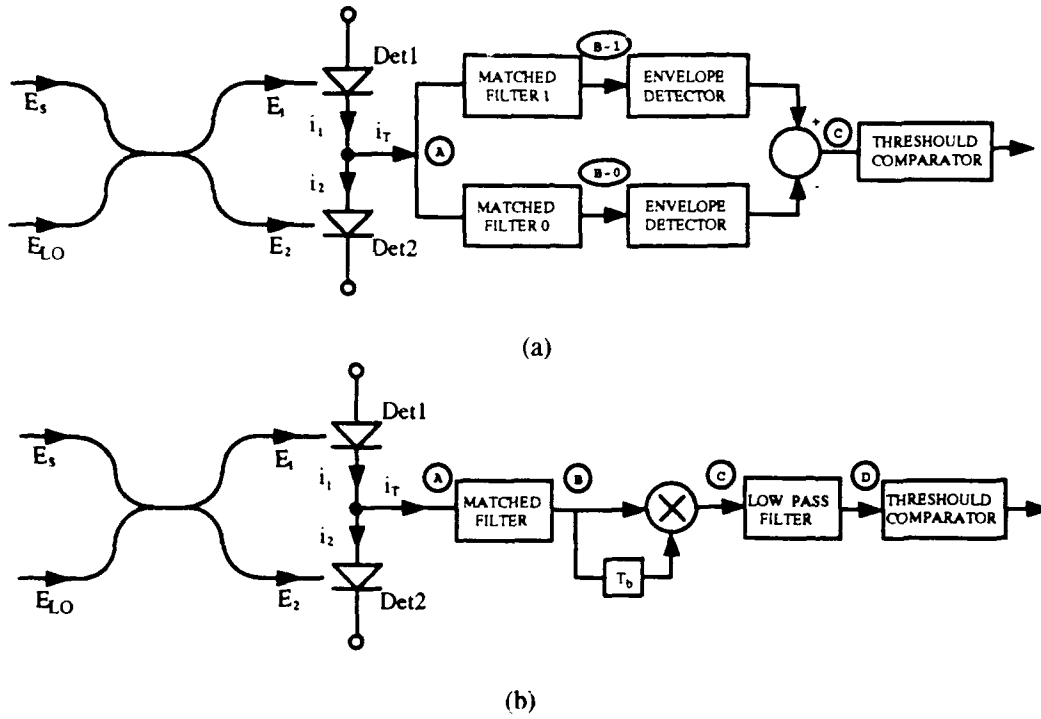 Det1
B-1
MATCHED
FILTER 1
ENVELOPE
DETECTOR
Es
E1
i1
iT
A
+
C
THRESHOULD
COMPARATOR
i2
B-0
-
MATCHED
FILTER 0
ENVELOPE
DETECTOR
ELO
E2
Det2
(a)
Det1
Es
E1
i1
iT
A
B
C
D
MATCHED
FILTER
LOW PASS
FILTER
THRESHOULD
COMPARATOR
i2
Tb
ELO
E2
Det2
(b)